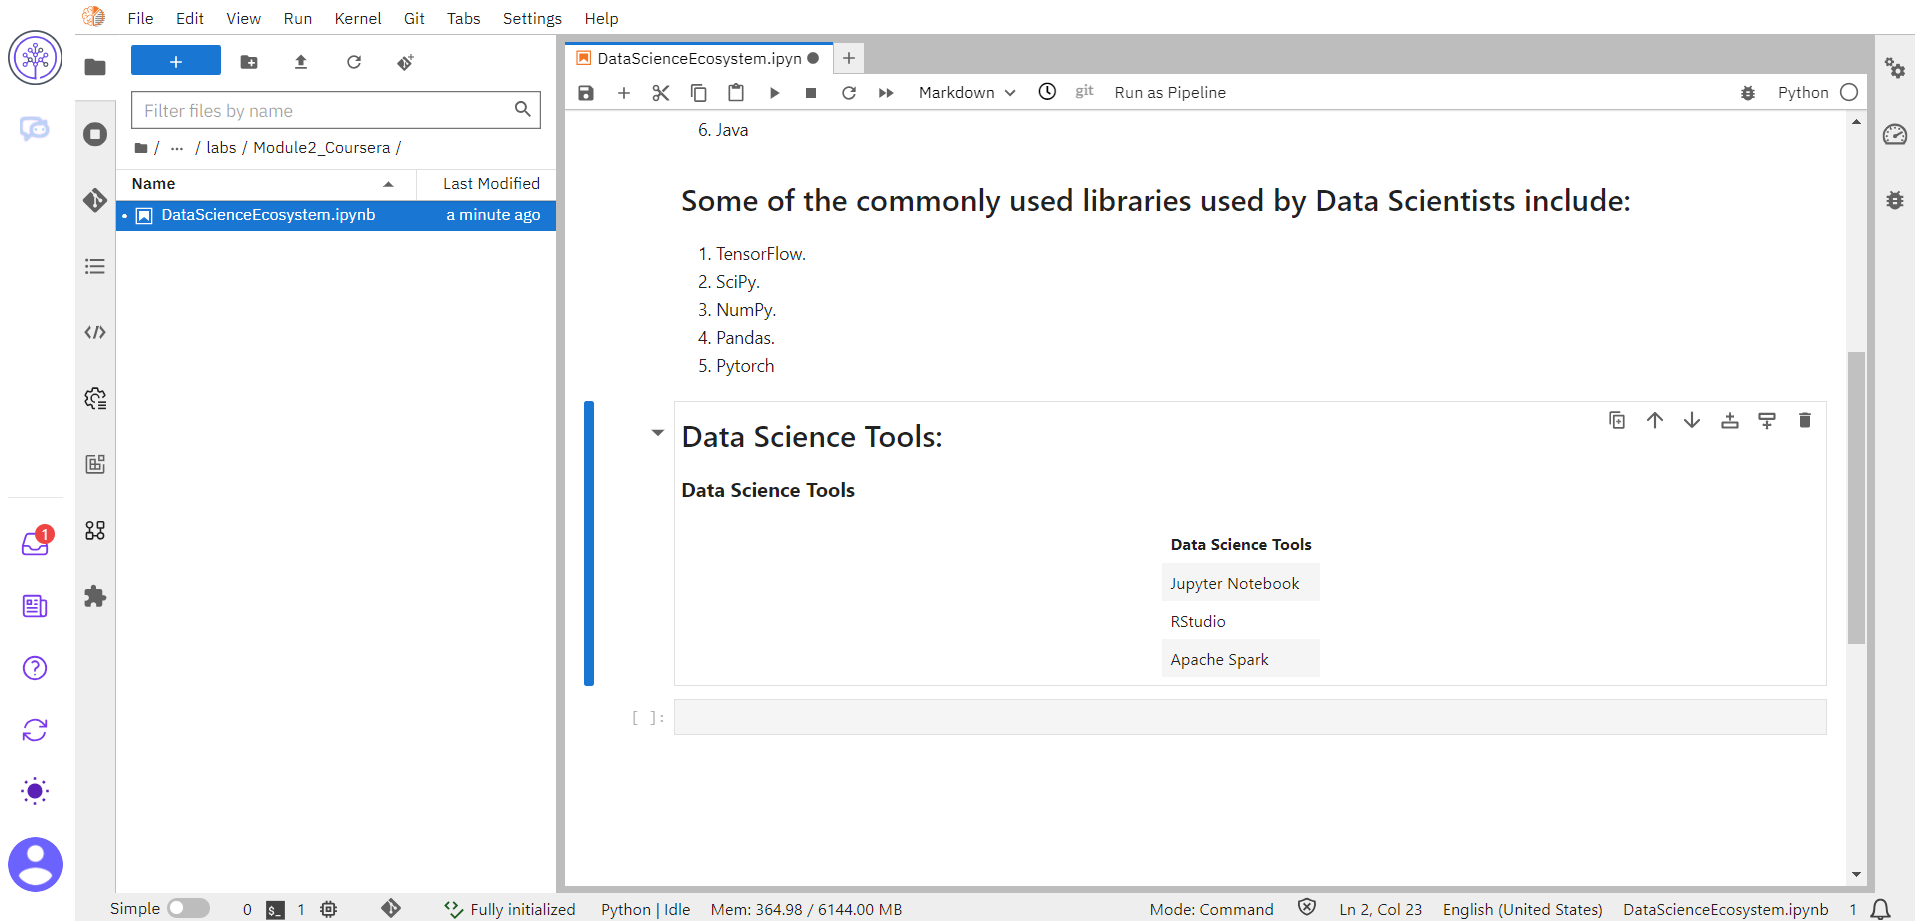 File Edit View Run Kernel Git Tabs Settings Help
Filter files by name
/ ... / labs / Module2_Coursera /
Name Last Modified
DataScienceEcosystem.ipynb a minute ago
1
DataScienceEcosystem.ipyn
Markdown git Run as Pipeline Python
6. Java
Some of the commonly used libraries used by Data Scientists include:
1. TensorFlow.
2. SciPy.
3. NumPy.
4. Pandas.
5. Pytorch
Data Science Tools:
Data Science Tools
Data Science Tools
Jupyter Notebook
RStudio
Apache Spark
[ ]:
Simple 0 $_ 1 Fully initialized Python | Idle Mem: 364.98 / 6144.00 MB Mode: Command Ln 2, Col 23 English (United States) DataScienceEcosystem.ipynb 1